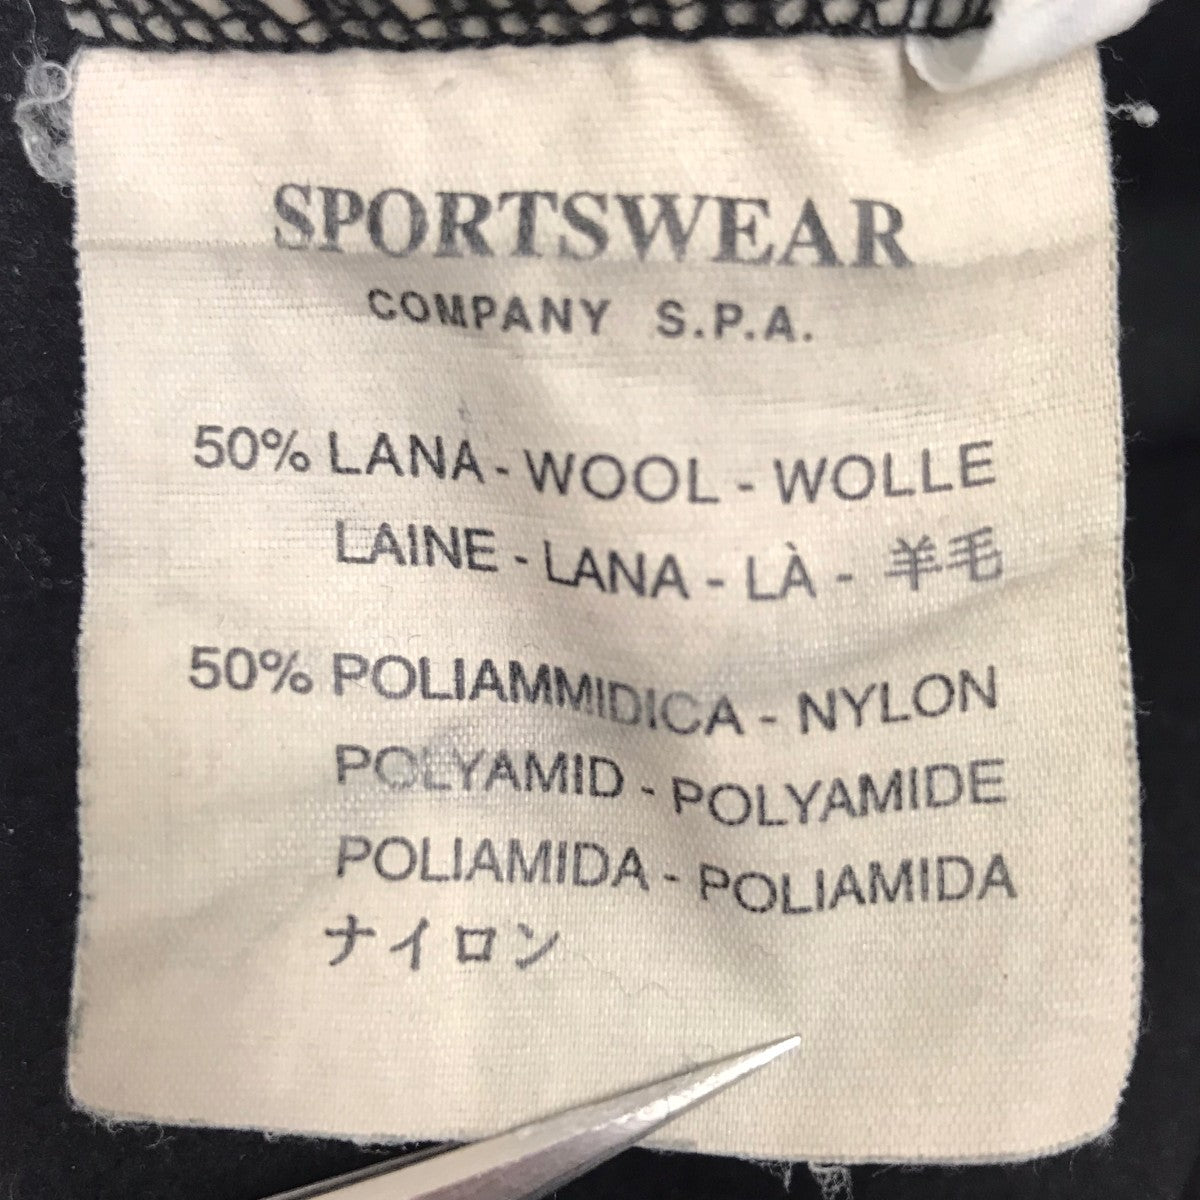 SPORTSWEAR
COMPANY S.P.A.
50% LANA - WOOL - WOLLE
LAINE - LANA - LÀ - 羊毛
50% POLIAMMIDICA - NYLON
POLYAMID - POLYAMIDE
POLIAMIDA - POLIAMIDA
ナイロン